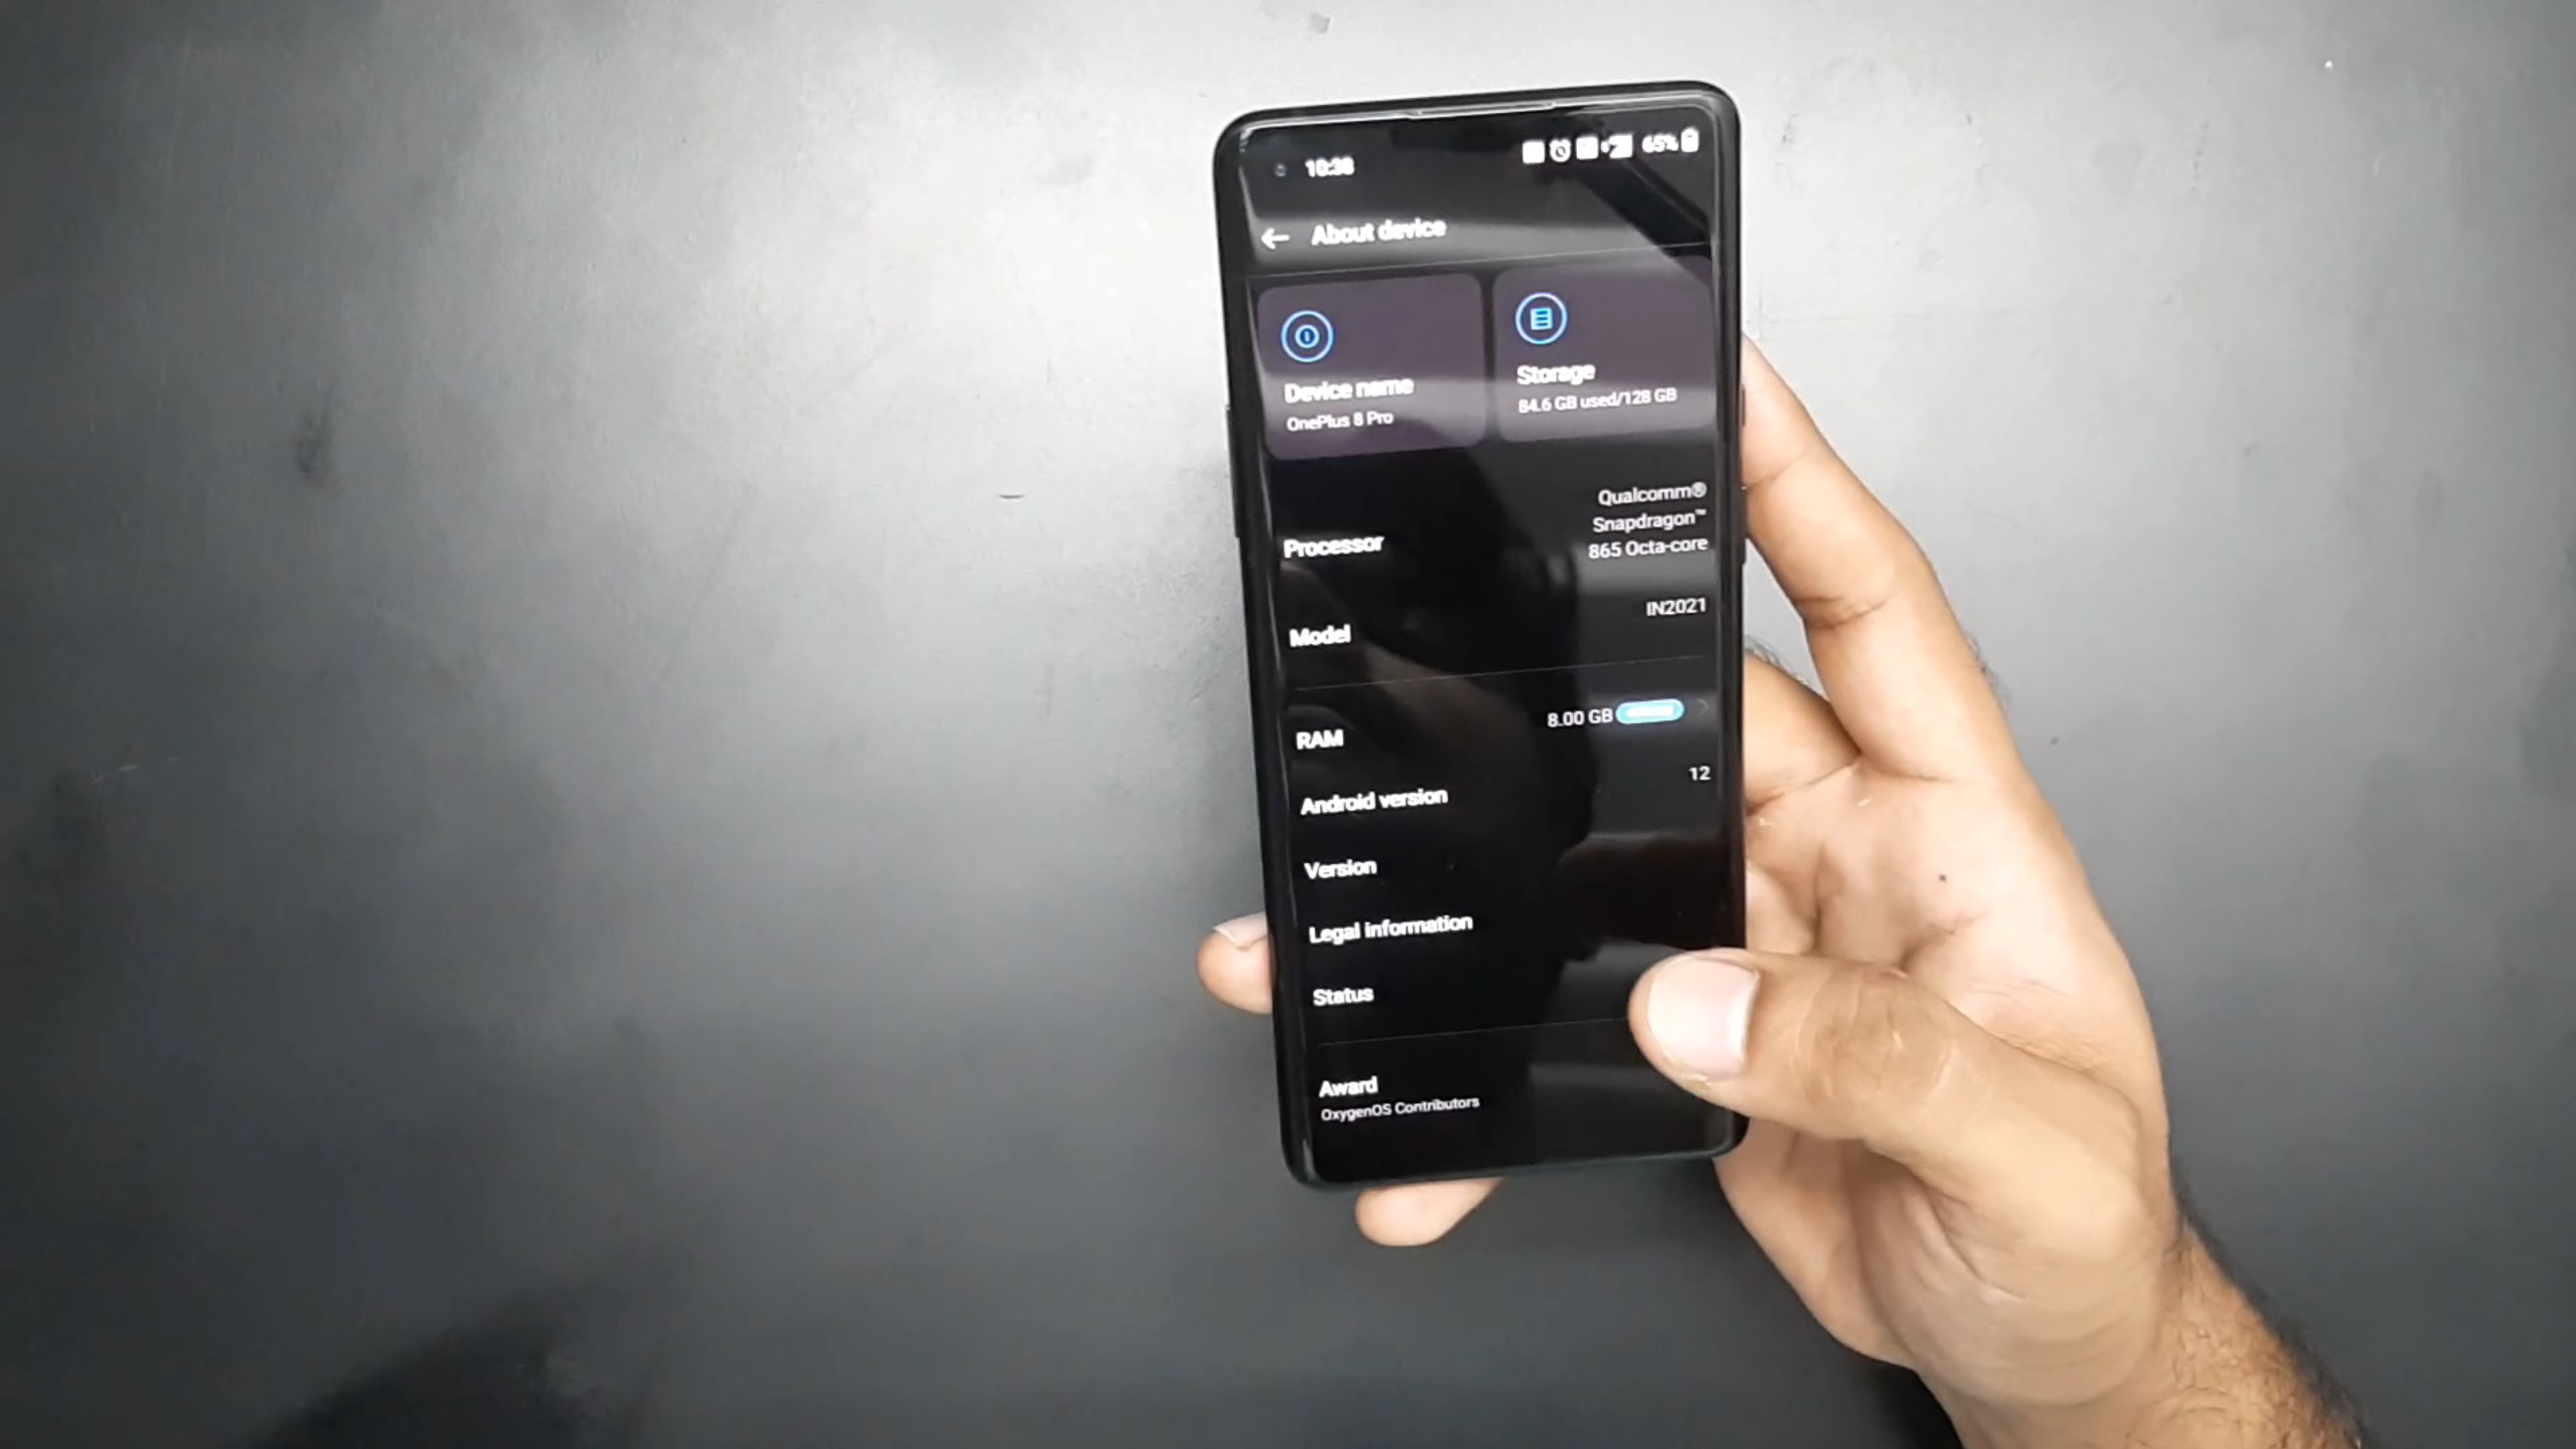 10:38
65%
About device
Device name
OnePlus 8 Pro
Storage
84.6 GB used/128 GB
Processor
Qualcomm®
Snapdragon™
865 Octa-core
Model
IN2021
RAM
8.00 GB
Android version
12
Version
Legal information
Status
Award
OxygenOS Contributors